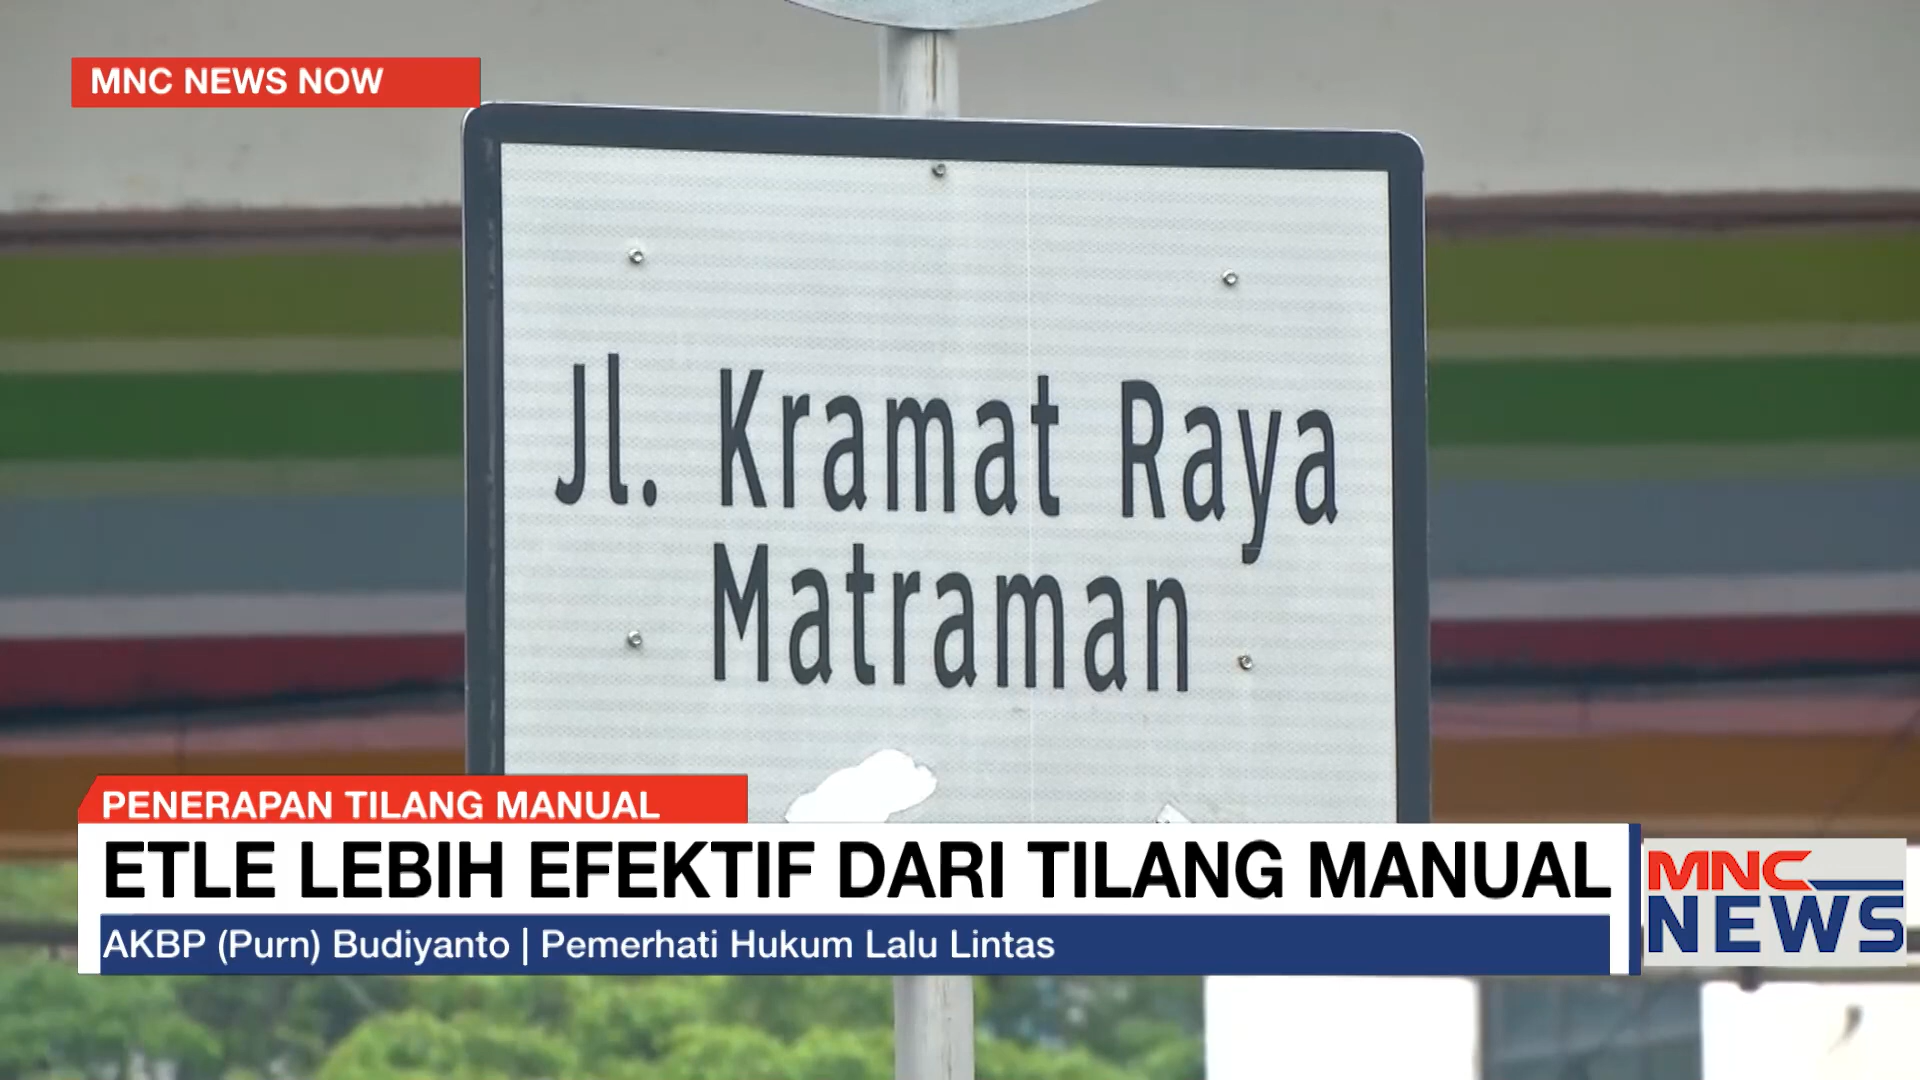 MNC NEWS NOW
Jl. Kramat Raya
Matraman
PENERAPAN TILANG MANUAL
ETLE LEBIH EFEKTIF DARI TILANG MANUAL
AKBP (Purn) Budiyanto | Pemerhati Hukum Lalu Lintas
MNC
NEWS